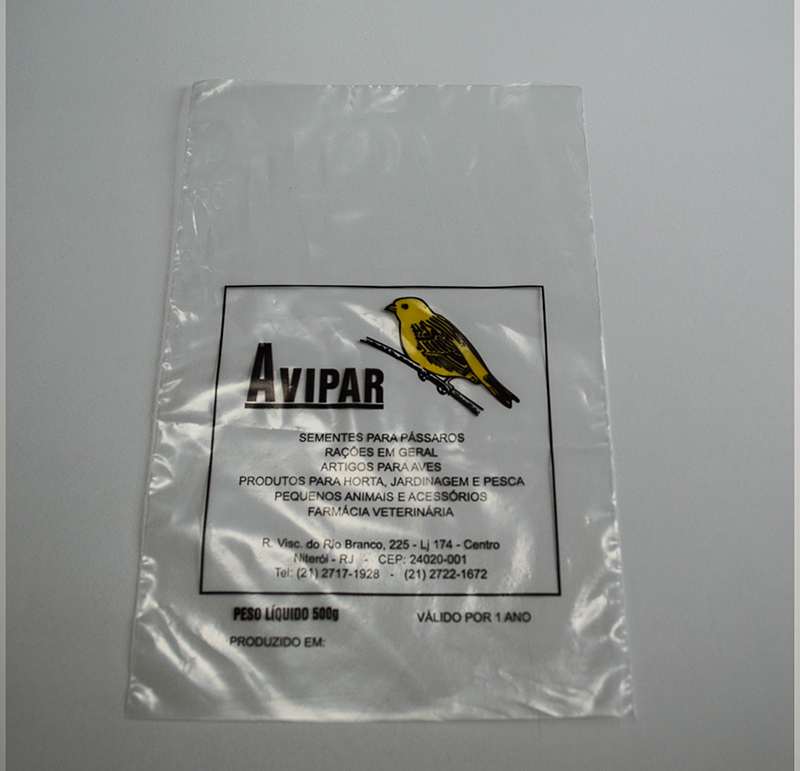 AVIPAR
SEMENTES PARA PÁSSAROS
RAÇÕES EM GERAL
ARTIGOS PARA AVES
PRODUTOS PARA HORTA, JARDINAGEM E PESCA
PEQUENOS ANIMAIS E ACESSÓRIOS
FARMÁCIA VETERINÁRIA
R. Visc. do Rio Branco, 225 - Lj 174 - Centro
Niterói - RJ - CEP: 24020-001
Tel: (21) 2717-1928 - (21) 2722-1672
PESO LÍQUIDO 500g VÁLIDO POR 1 ANO
PRODUZIDO EM: